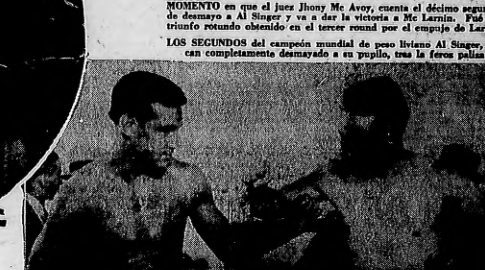 MOMENTO en que el juez Jhony Mc Avoy, cuenta el décimo segun
de desmayo a Al Singer y va a dar la victoria a Mc Larnin. Fué
triunfo rotundo obtenido en el tercer round por el empuje de Lar
LOS SEGUNDOS del campeón mundial de peso liviano Al Singer,
can completamente desmayado a su pupilo, tras la feroz paliza